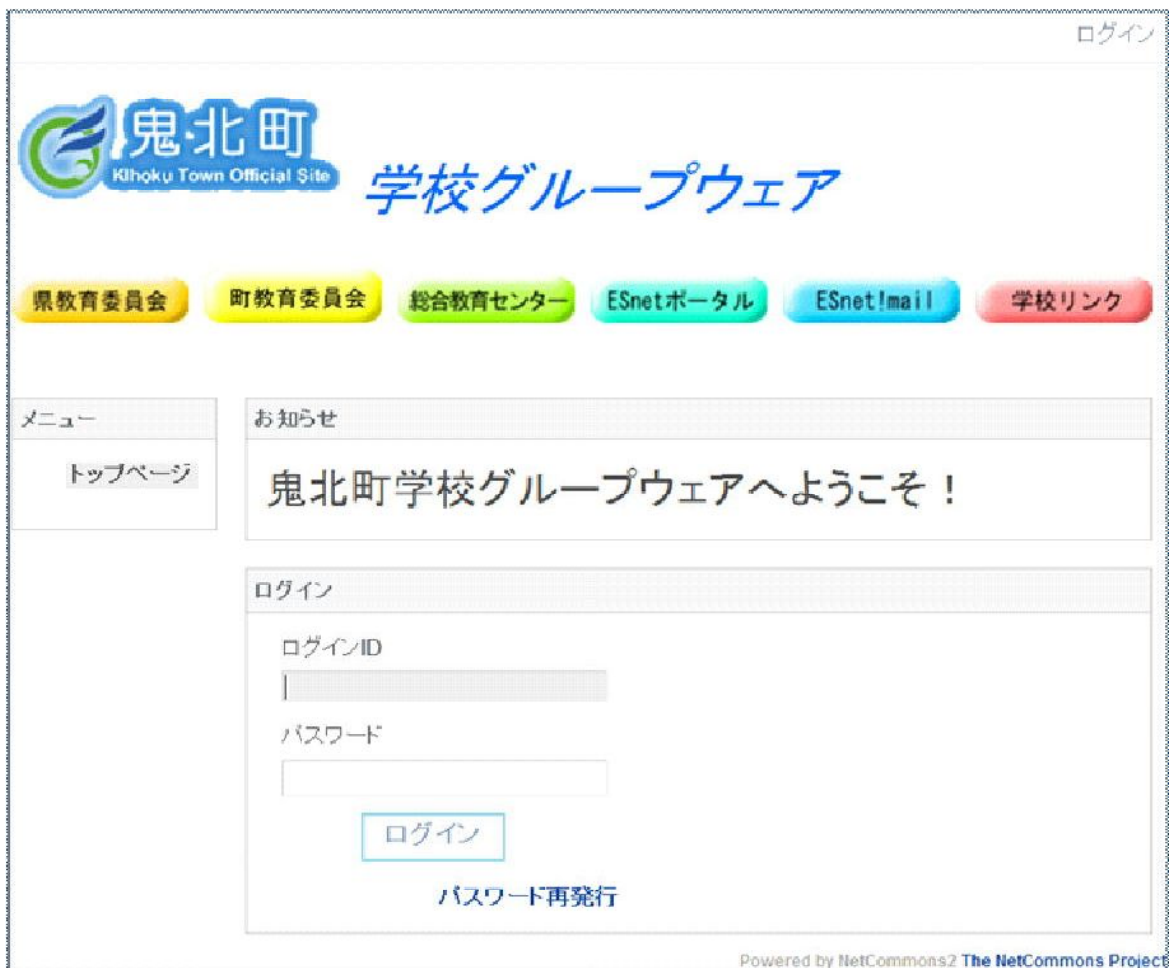 ログイン
鬼北町
Kihoku Town Official Site
学校グループウェア
県教育委員会 町教育委員会 総合教育センター ESnetポータル ESnet!mail 学校リンク
メニュー
トップページ
お知らせ
鬼北町学校グループウェアへようこそ！
ログイン
ログインID
パスワード
ログイン
パスワード再発行
Powered by NetCommons2 The NetCommons Project